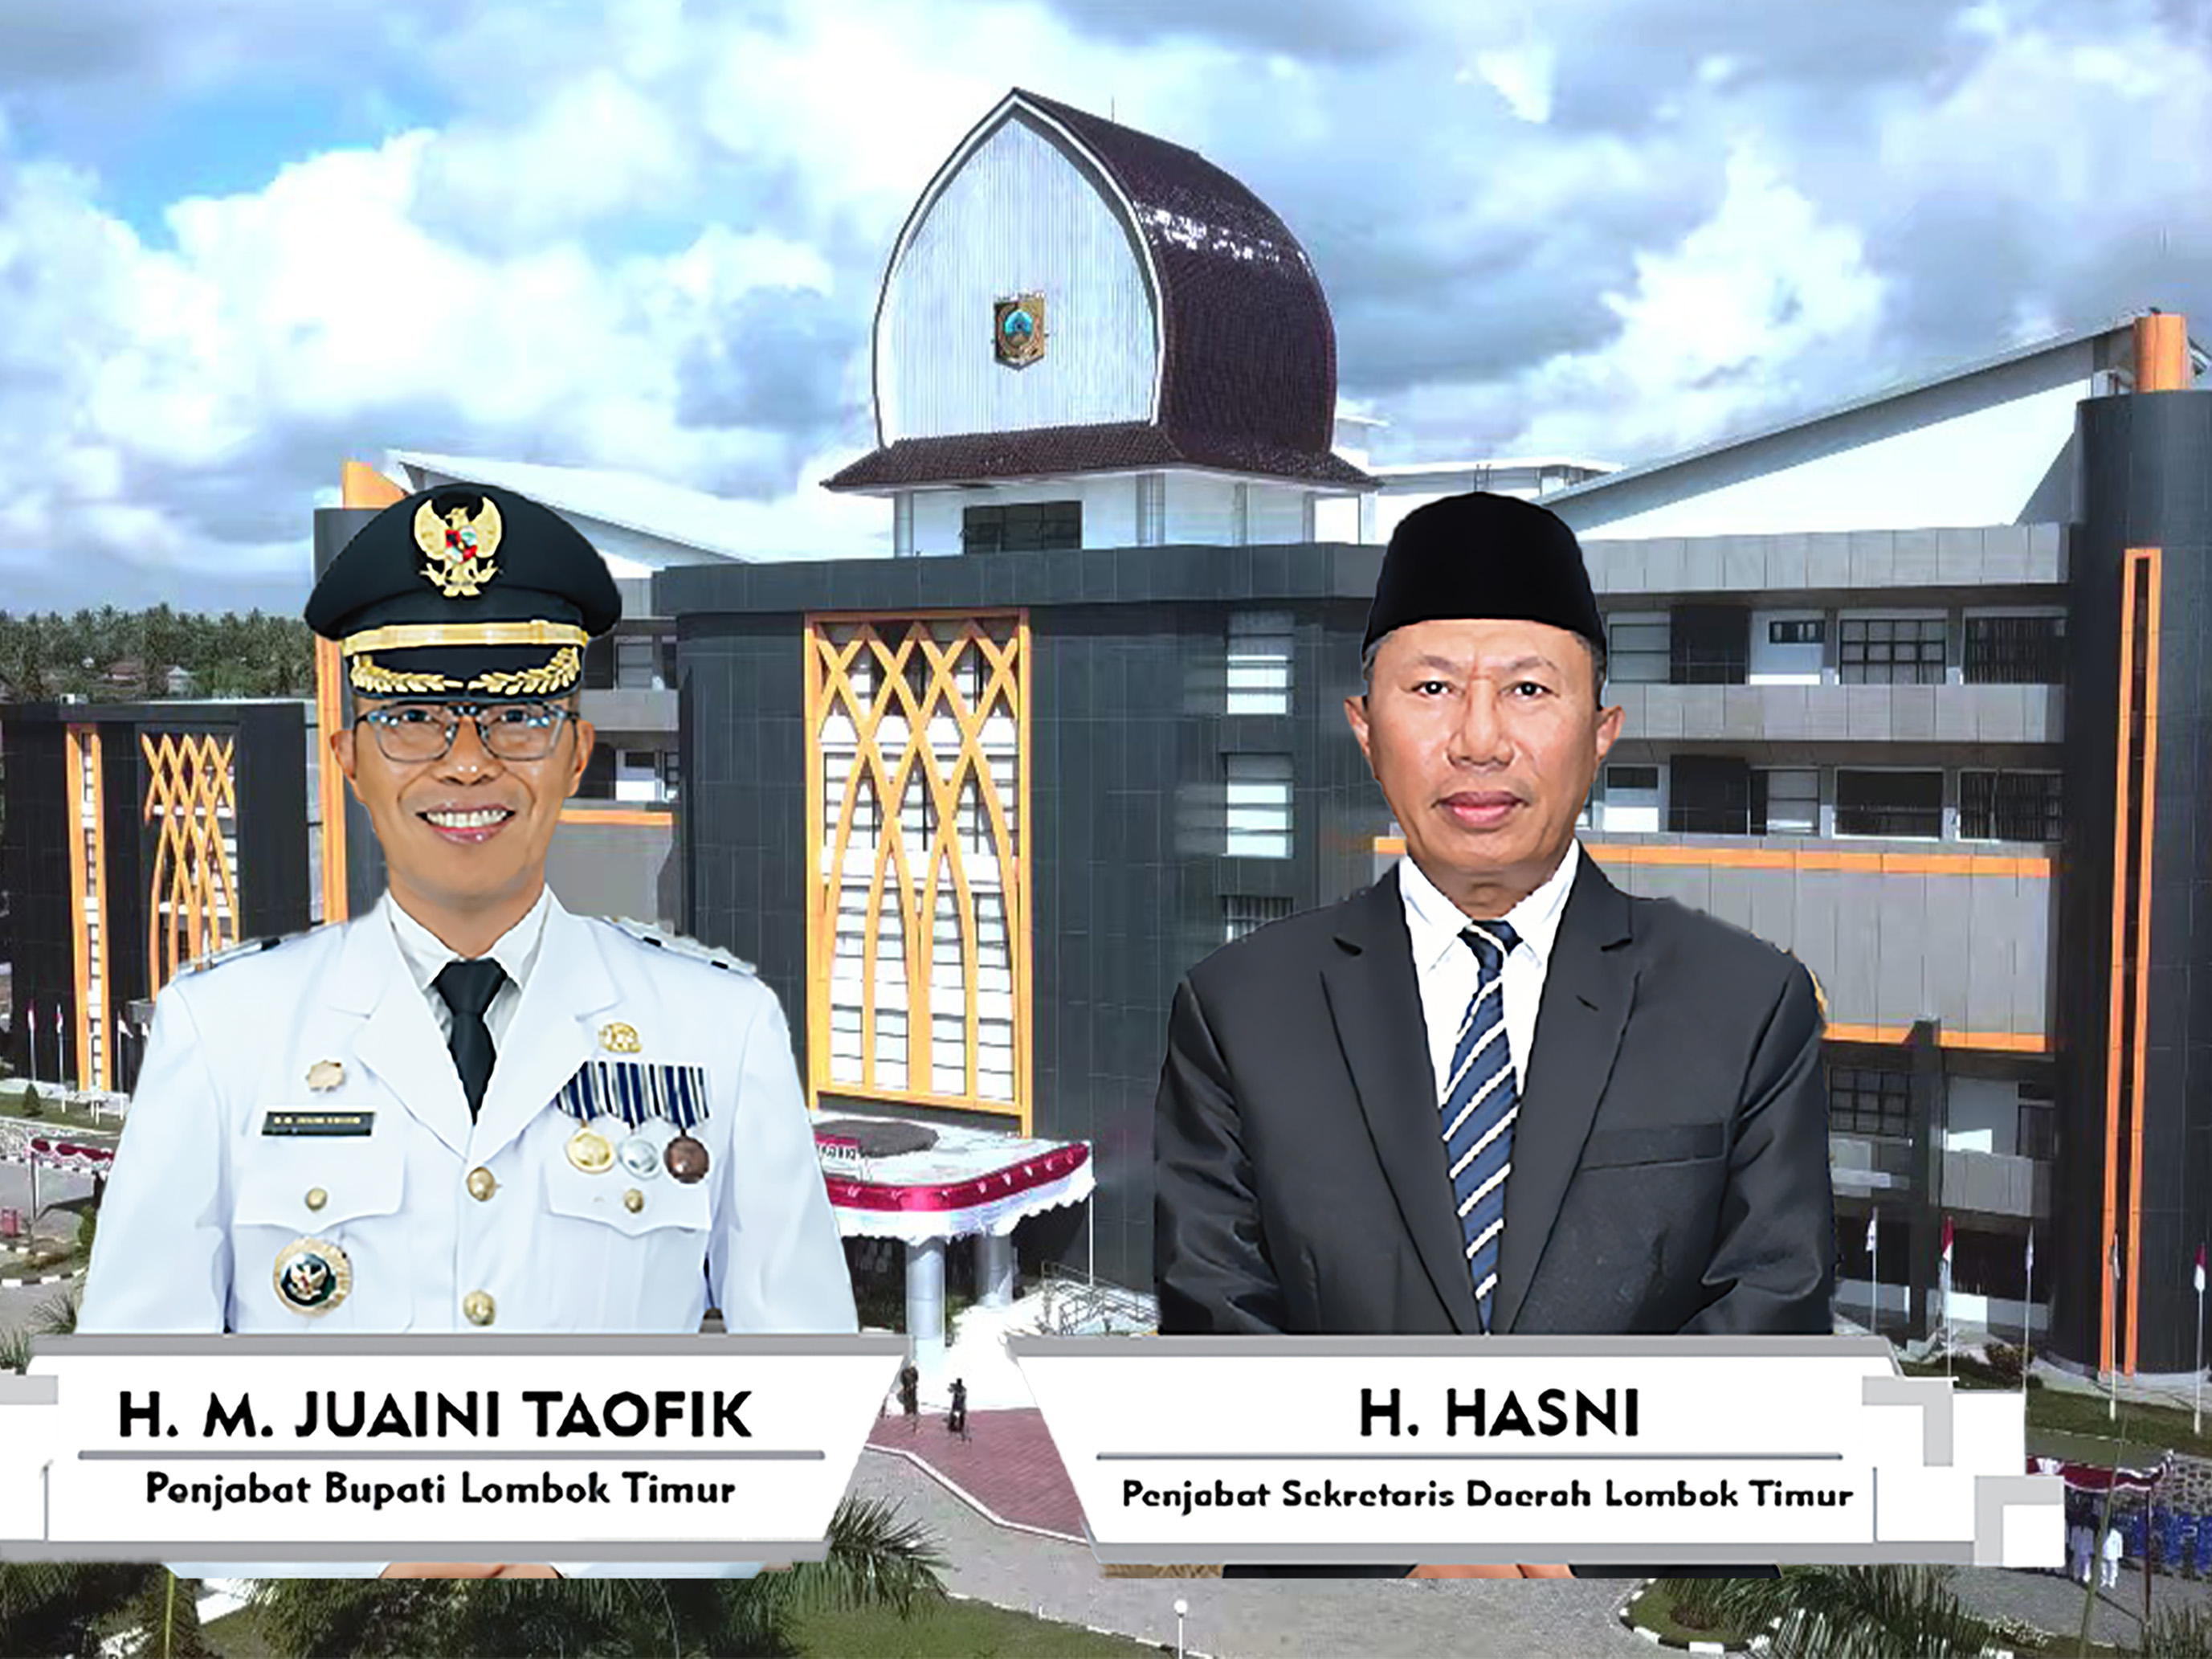 H. M. JUAINI TAOFIK
Penjabat Bupati Lombok Timur
H. HASNI
Penjabat Sekretaris Daerah Lombok Timur